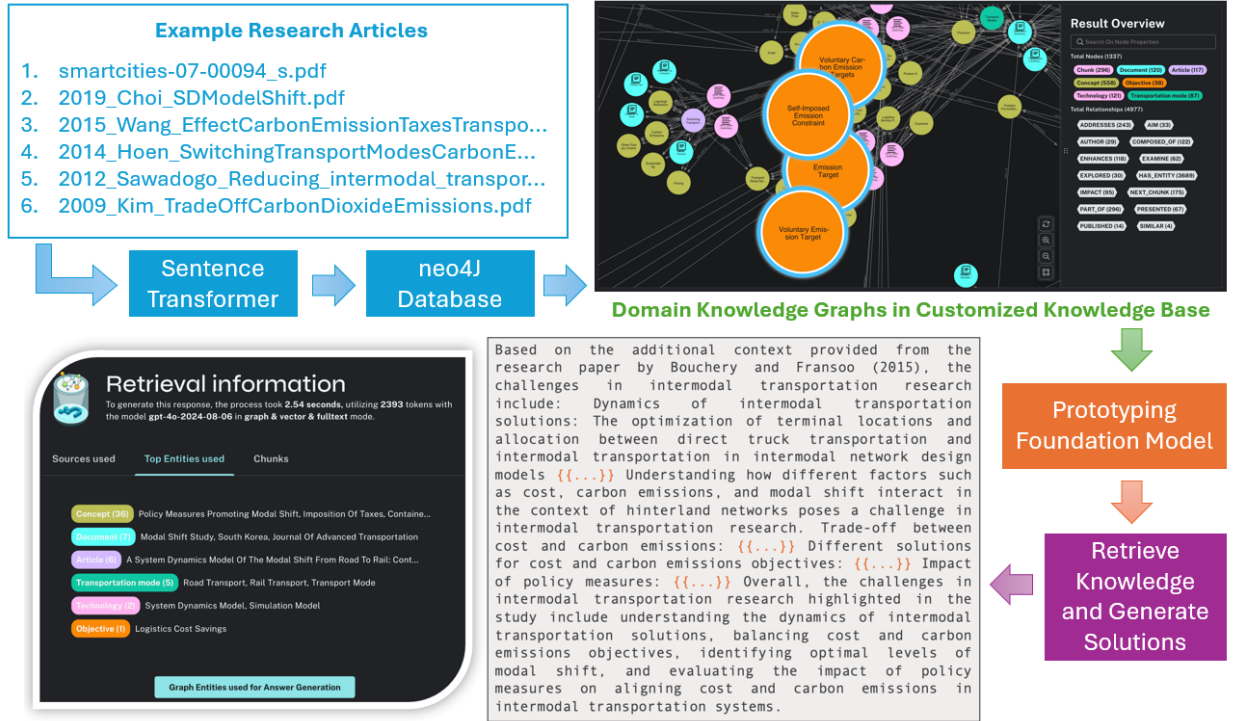 Example Research Articles
1. smartcities-07-00094_s.pdf
2. 2019_Choi_SDModelShift.pdf
3. 2015_Wang_EffectCarbonEmissionTaxesTranspo...
4. 2014_Hoen_SwitchingTransportModesCarbonE...
5. 2012_Sawadogo_Reducing_intermodal_transpor...
6. 2009_Kim_TradeOffCarbonDioxideEmissions.pdf
Sentence
Transformer
neo4J
Database
Voluntary Car-
bon Emission
Targets
Self-Imposed
Emission
Constraint
Emission
Target
Voluntary Emis-
sion Target
Result Overview
Search On Node Properties
Total Nodes (1337)
Chunk (296) Document (120) Article (117)
Concept (558) Objective (38)
Technology (121) Transportation mode (87)
Total Relationships (4977)
ADDRESSES (243) AIM (33)
AUTHOR (29) COMPOSED_OF (122)
ENHANCES (118) EXAMINE (62)
EXPLORED (30) HAS_ENTITY (3689)
IMPACT (95) NEXT_CHUNK (175)
PART_OF (296) PRESENTED (67)
PUBLISHED (14) SIMILAR (4)
Domain Knowledge Graphs in Customized Knowledge Base
Prototyping
Foundation Model
Retrieve
Knowledge
and Generate
Solutions
Based on the additional context provided from the
research paper by Bouchery and Fransoo (2015), the
challenges in intermodal transportation research
include: Dynamics of intermodal transportation
solutions: The optimization of terminal locations and
allocation between direct truck transportation and
intermodal transportation in intermodal network design
models {{...}} Understanding how different factors such
as cost, carbon emissions, and modal shift interact in
the context of hinterland networks poses a challenge in
intermodal transportation research. Trade-off between
cost and carbon emissions: {{...}} Different solutions
for cost and carbon emissions objectives: {{...}} Impact
of policy measures: {{...}} Overall, the challenges in
intermodal transportation research highlighted in the
study include understanding the dynamics of intermodal
transportation solutions, balancing cost and carbon
emissions objectives, identifying optimal levels of
modal shift, and evaluating the impact of policy
measures on aligning cost and carbon emissions in
intermodal transportation systems.
Retrieval information
To generate this response, the process took 2.54 seconds, utilizing 2393 tokens with
the model gpt-4o-2024-08-06 in graph & vector & fulltext mode.
Sources used Top Entities used Chunks
Concept (36) Policy Measures Promoting Modal Shift, Imposition Of Taxes, Containe...
Document (7) Modal Shift Study, South Korea, Journal Of Advanced Transportation
Article (6) A System Dynamics Model Of The Modal Shift From Road To Rail: Cont...
Transportation mode (5) Road Transport, Rail Transport, Transport Mode
Technology (2) System Dynamics Model, Simulation Model
Objective (1) Logistics Cost Savings
Graph Entities used for Answer Generation